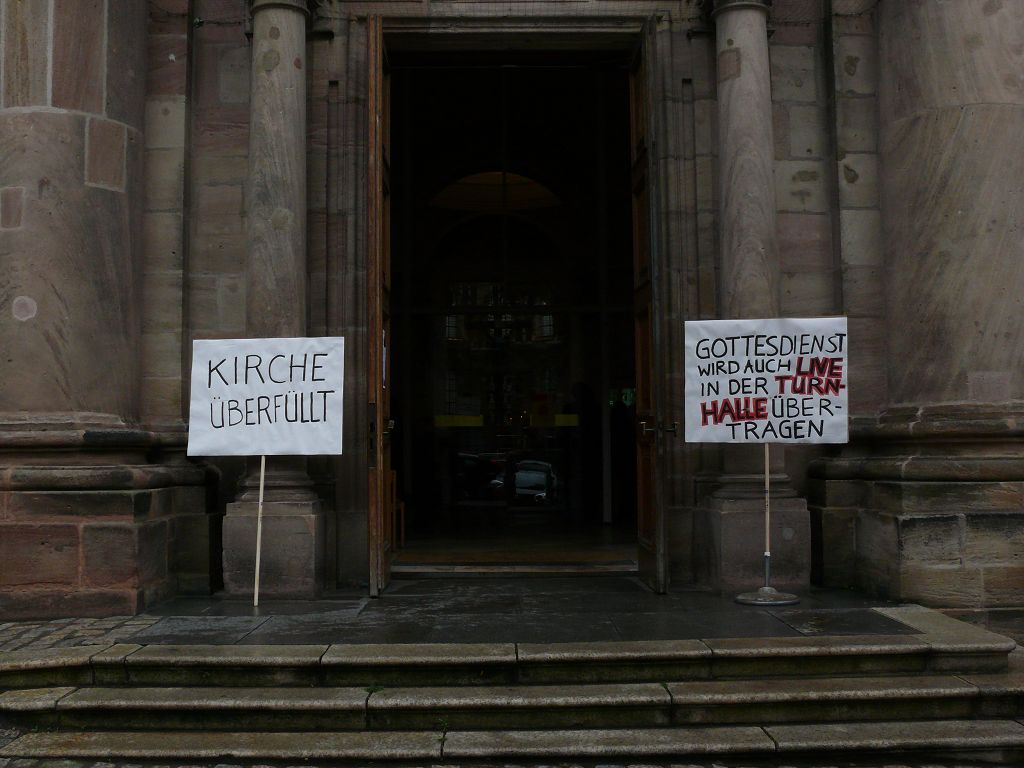 KIRCHE
ÜBERFÜLLT
GOTTESDIENST
WIRD AUCH LIVE
IN DER TURN-
HALLE ÜBER-
TRAGEN